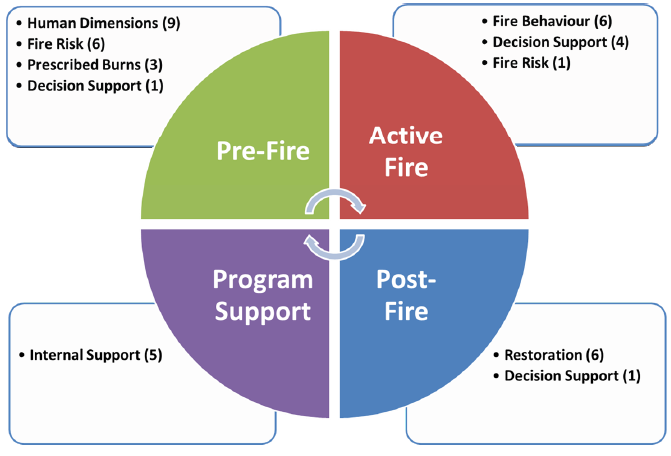 • Human Dimensions (9)
• Fire Risk (6)
• Prescribed Burns (3)
• Decision Support (1)
• Fire Behaviour (6)
• Decision Support (4)
• Fire Risk (1)
Pre-Fire
Active
Fire
Program
Support
Post-
Fire
• Internal Support (5)
• Restoration (6)
• Decision Support (1)